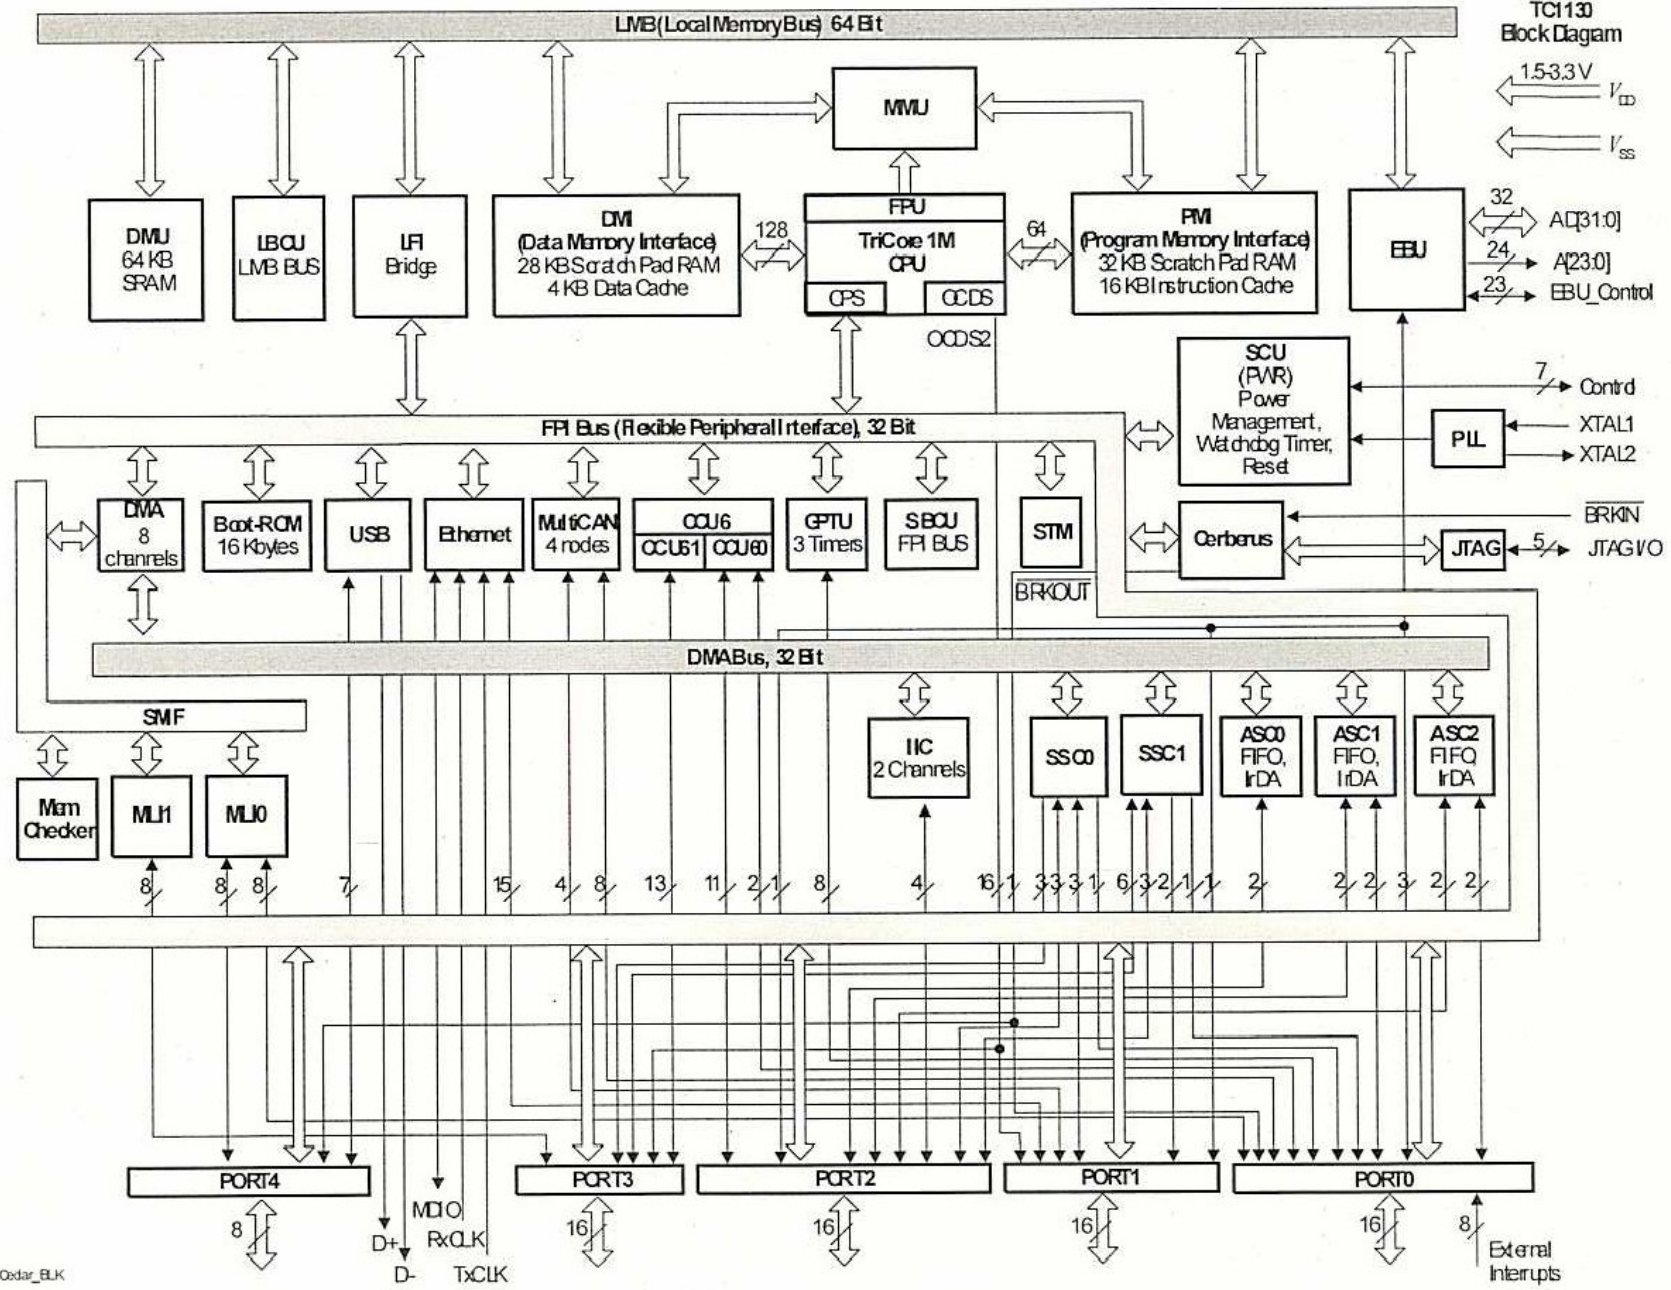 LMB(Local Memory Bus) 64 Bit
TC1130
Block Diagram
1.5-3.3 V
VDD
VSS
MMU
DMU
64 KB
SRAM
LBCU
LMB BUS
LFI
Bridge
DMI
(Data Memory Interface)
28 KB Scratch Pad RAM
4 KB Data Cache
128
FPU
TriCore 1M
CPU
CPS
OCDS
64
PMI
(Program Memory Interface)
32 KB Scratch Pad RAM
16 KB Instruction Cache
EBU
32
AD[31:0]
24
A[23:0]
23
EBU_Control
OCDS2
SCU
(PWR)
Power
Management,
Watchdog Timer,
Reset
7
Control
PLL
XTAL1
XTAL2
FPI Bus (Flexible Peripheral Interface), 32 Bit
DMA
8
channels
Boot-ROM
16 Kbytes
USB
Ethernet
MultiCAN
4 nodes
CCU6
CCU61
CCU60
GPTU
3 Timers
SBCU
FPI BUS
STM
Cerberus
BRKIN
JTAG
5
JTAG I/O
BRKOUT
DMA Bus, 32 Bit
SMIF
Mem
Checker
MLI1
MLI0
IIC
2 Channels
SSC0
SSC1
ASC0
FIFO,
IrDA
ASC1
FIFO,
IrDA
ASC2
FIFO,
IrDA
8 8 8 7 15 4 8 13 11 2 1 8 4 16 1 3 3 3 1 6 3 2 1 1 2 2 2 3 2 2
PORT4
PORT3
PORT2
PORT1
PORT0
8
D+
D-
MDIO
RxCLK
TxCLK
16
16
16
16
8
External
Interrupts
Cedar_BLK